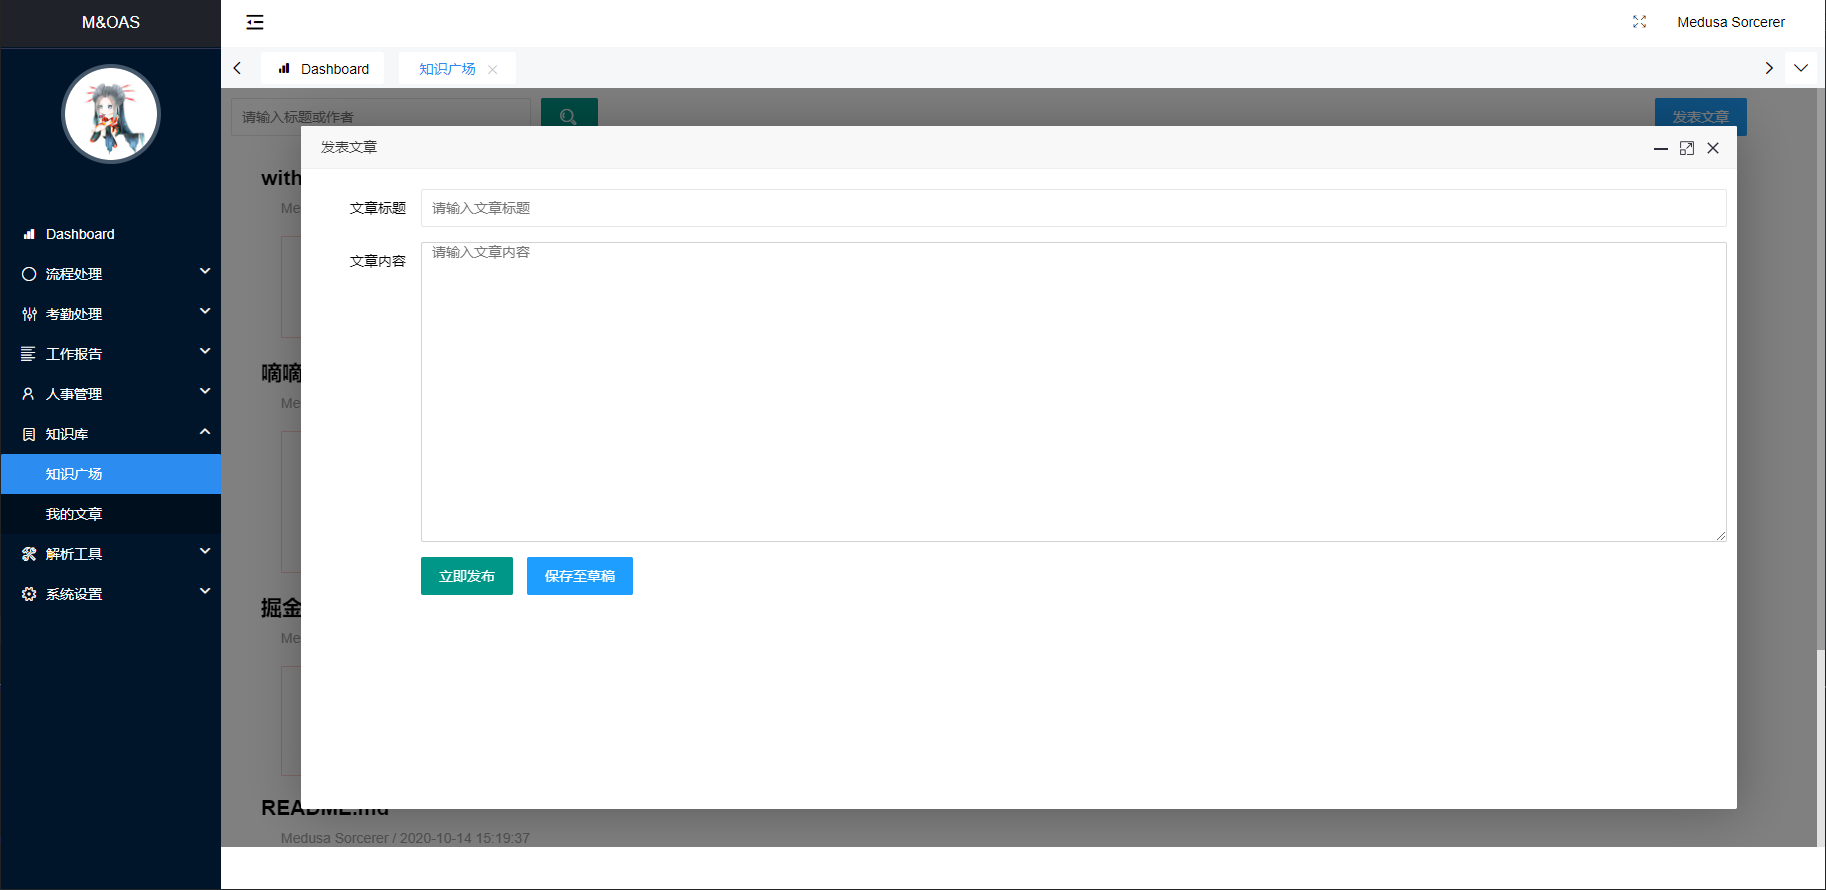 M&OAS
Medusa Sorcerer
Dashboard
知识广场
请输入标题或作者
发表文章
发表文章
文章标题
请输入文章标题
文章内容
请输入文章内容
立即发布
保存至草稿
with
Me
嘀嘀
Me
掘金
Me
README.md
Medusa Sorcerer / 2020-10-14 15:19:37
Dashboard
流程处理
考勤处理
工作报告
人事管理
知识库
知识广场
我的文章
解析工具
系统设置